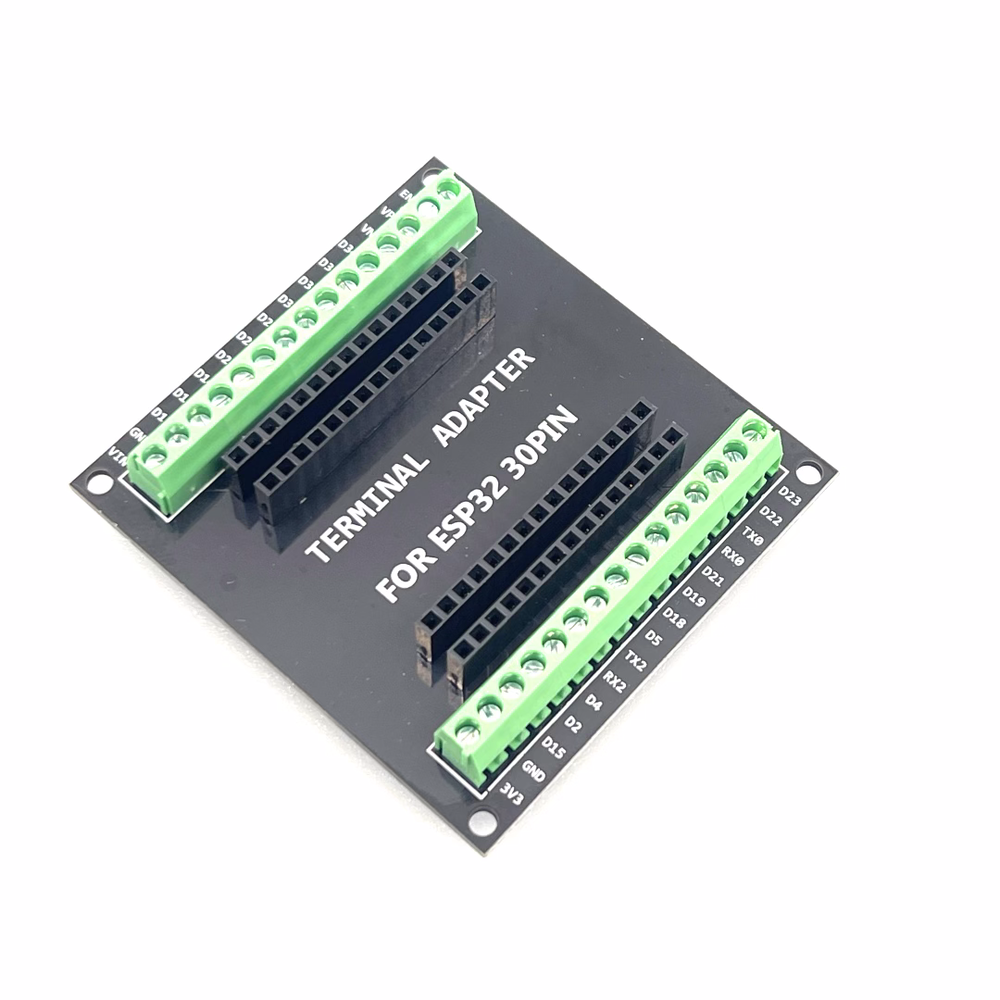 TERMINAL ADAPTER
FOR ESP32 30PIN
VIN
D23
D22
TX0
RX0
D21
D19
D18
D5
TX2
RX2
D4
D2
D15
GND
3V3